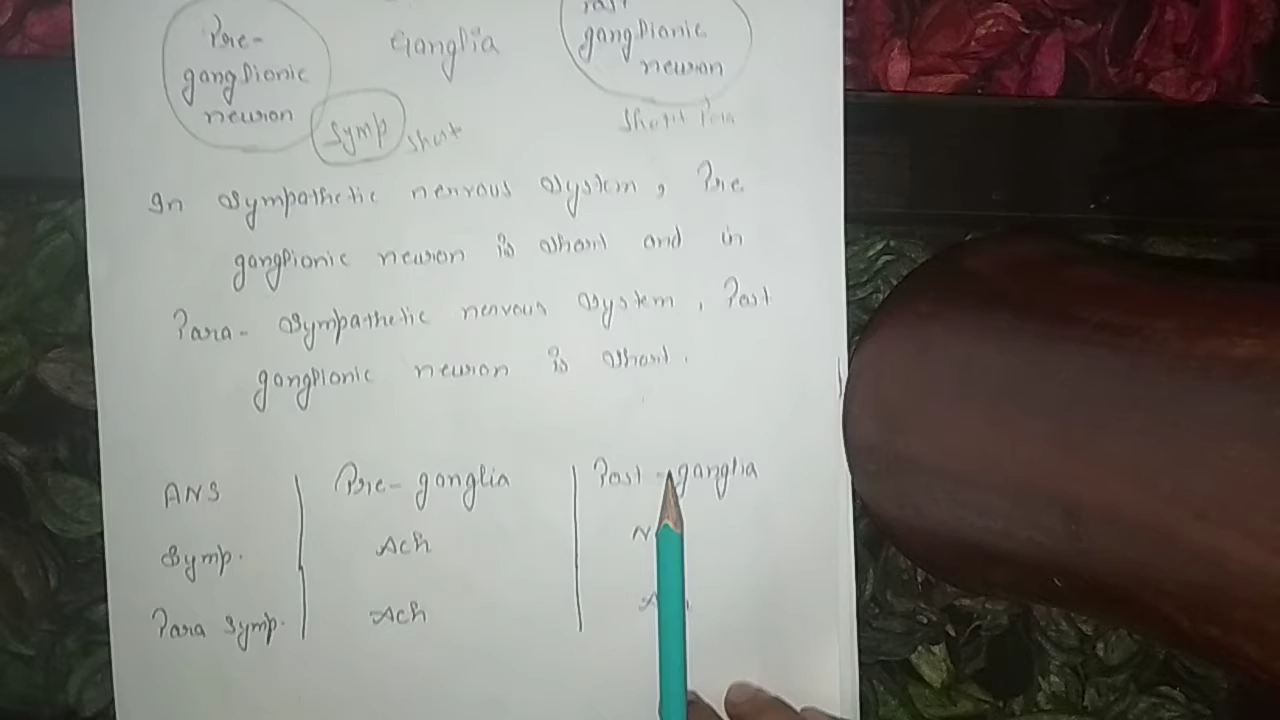 Pre-
ganglionic
neuron
Ganglia
Post
ganglionic
neuron
Symp short
Short Para
In sympathetic nervous system, Pre
ganglionic neuron is short and in
Para- sympathetic nervous system, Post
ganglionic neuron is short.
ANS Pre- ganglia Post - ganglia
Symp. Ach N
Para Symp. Ach